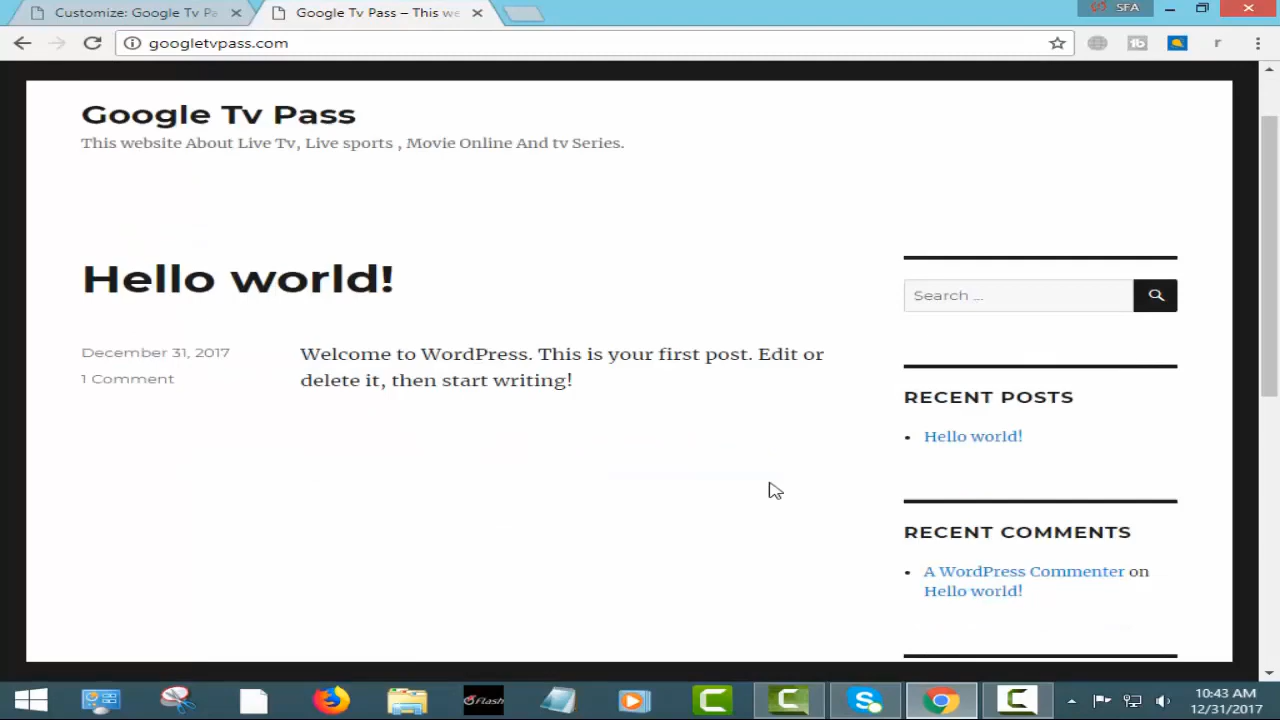 Customize: Google Tv Pa
Google Tv Pass – This we
SFA
googletvpass.com
Google Tv Pass
This website About Live Tv, Live sports , Movie Online And tv Series.
Hello world!
December 31, 2017
1 Comment
Welcome to WordPress. This is your first post. Edit or
delete it, then start writing!
Search ...
RECENT POSTS
Hello world!
RECENT COMMENTS
A WordPress Commenter on
Hello world!
Flash
10:43 AM
12/31/2017